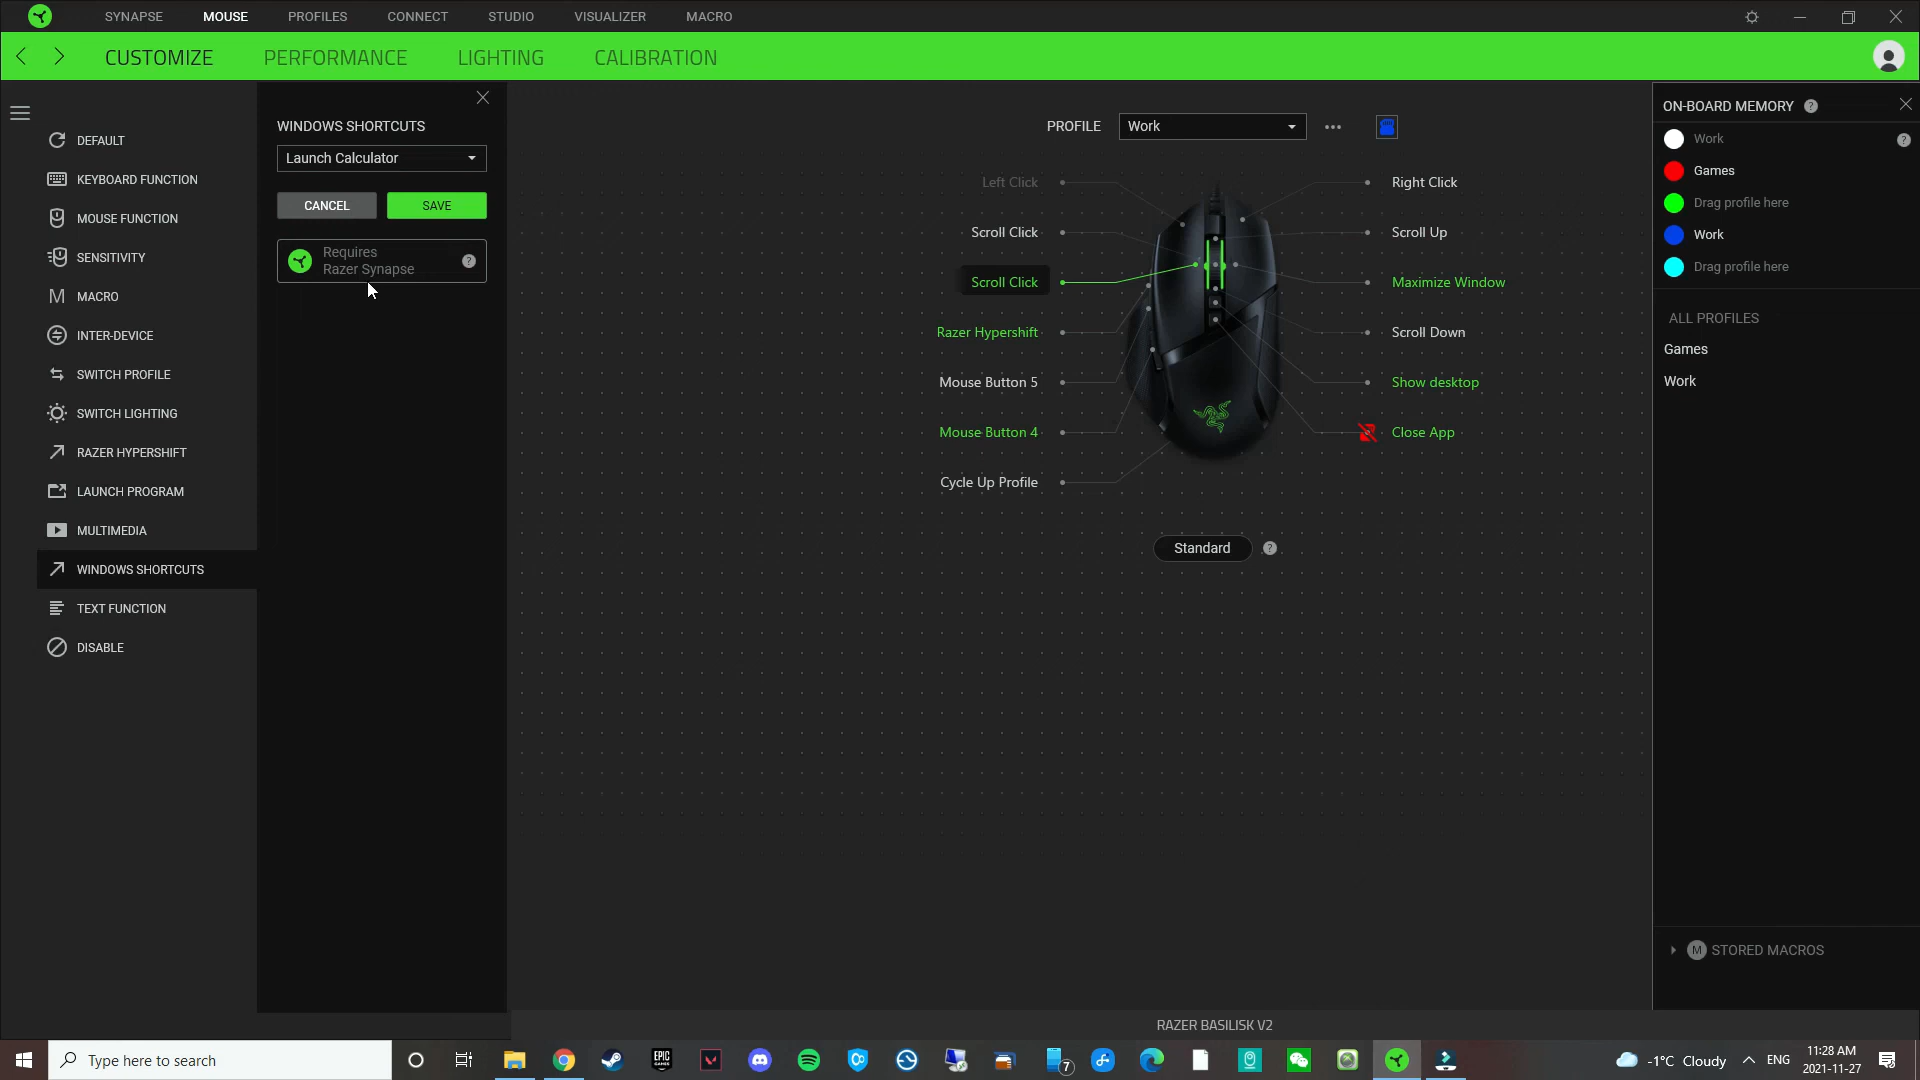 SYNAPSE MOUSE PROFILES CONNECT STUDIO VISUALIZER MACRO
CUSTOMIZE PERFORMANCE LIGHTING CALIBRATION
DEFAULT
KEYBOARD FUNCTION
MOUSE FUNCTION
SENSITIVITY
M MACRO
INTER-DEVICE
SWITCH PROFILE
SWITCH LIGHTING
RAZER HYPERSHIFT
LAUNCH PROGRAM
MULTIMEDIA
WINDOWS SHORTCUTS
TEXT FUNCTION
DISABLE
WINDOWS SHORTCUTS
Launch Calculator
CANCEL SAVE
Requires
Razer Synapse ?
PROFILE Work
Left Click
Scroll Click
Scroll Click
Razer Hypershift
Mouse Button 5
Mouse Button 4
Cycle Up Profile
Right Click
Scroll Up
Maximize Window
Scroll Down
Show desktop
Close App
Standard ?
ON-BOARD MEMORY ?
Work ?
Games
Drag profile here
Work
Drag profile here
ALL PROFILES
Games
Work
M STORED MACROS
RAZER BASILISK V2
Type here to search
EPIC
GAMES
7
-1°C Cloudy ENG
11:28 AM
2021-11-27